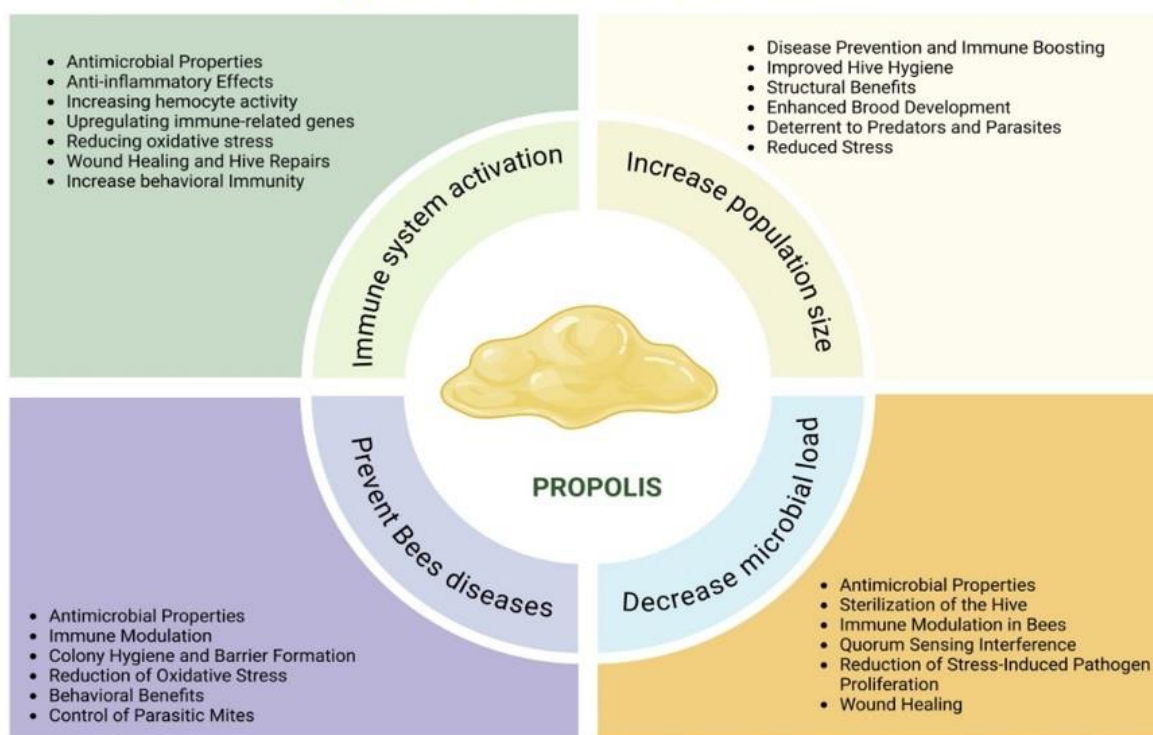 • Antimicrobial Properties
• Anti-inflammatory Effects
• Increasing hemocyte activity
• Upregulating immune-related genes
• Reducing oxidative stress
• Wound Healing and Hive Repairs
• Increase behavioral Immunity
Immune system activation
• Disease Prevention and Immune Boosting
• Improved Hive Hygiene
• Structural Benefits
• Enhanced Brood Development
• Deterrent to Predators and Parasites
• Reduced Stress
Increase population size
PROPOLIS
Prevent Bees diseases
• Antimicrobial Properties
• Immune Modulation
• Colony Hygiene and Barrier Formation
• Reduction of Oxidative Stress
• Behavioral Benefits
• Control of Parasitic Mites
Decrease microbial load
• Antimicrobial Properties
• Sterilization of the Hive
• Immune Modulation in Bees
• Quorum Sensing Interference
• Reduction of Stress-Induced Pathogen
Proliferation
• Wound Healing